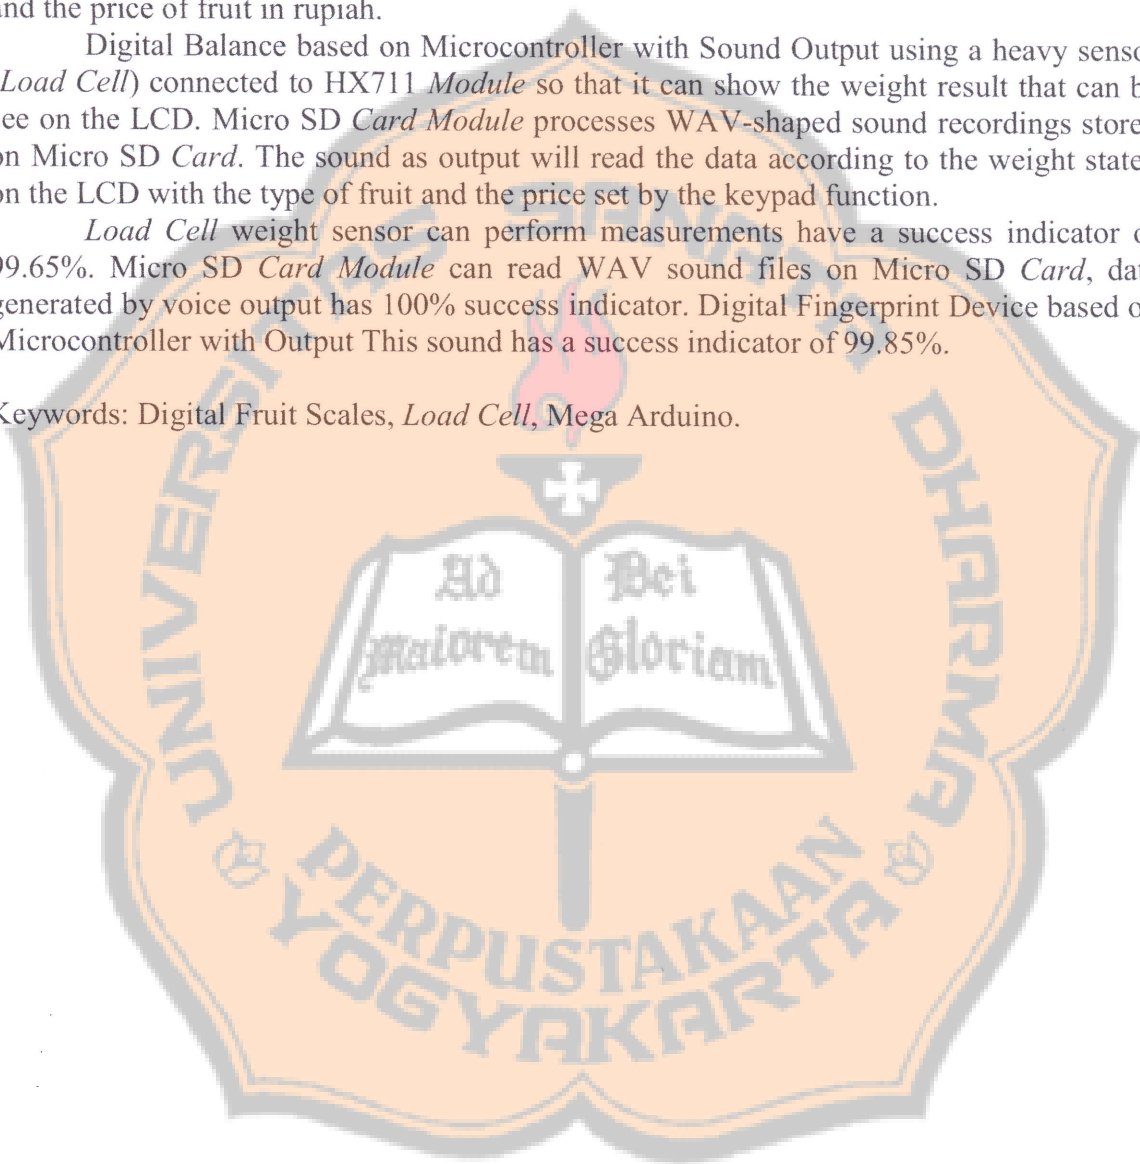 and the price of fruit in rupiah.
Digital Balance based on Microcontroller with Sound Output using a heavy senso
Load Cell) connected to HX711 Module so that it can show the weight result that can b
ee on the LCD. Micro SD Card Module processes WAV-shaped sound recordings store
on Micro SD Card. The sound as output will read the data according to the weight state
on the LCD with the type of fruit and the price set by the keypad function.
Load Cell weight sensor can perform measurements have a success indicator o
99.65%. Micro SD Card Module can read WAV sound files on Micro SD Card, dat
generated by voice output has 100% success indicator. Digital Fingerprint Device based o
Microcontroller with Output This sound has a success indicator of 99.85%.
Keywords: Digital Fruit Scales, Load Cell, Mega Arduino.
UNIVERSITAS SANATA DHARMA
Ad Dei
maiorem Gloriam
PERPUSTAKAAN
YOGYAKARTA